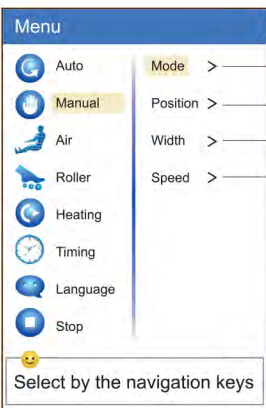 Menu
Auto
Manual
Air
Roller
Heating
Timing
Language
Stop
Mode >
Position >
Width >
Speed >
Select by the navigation keys